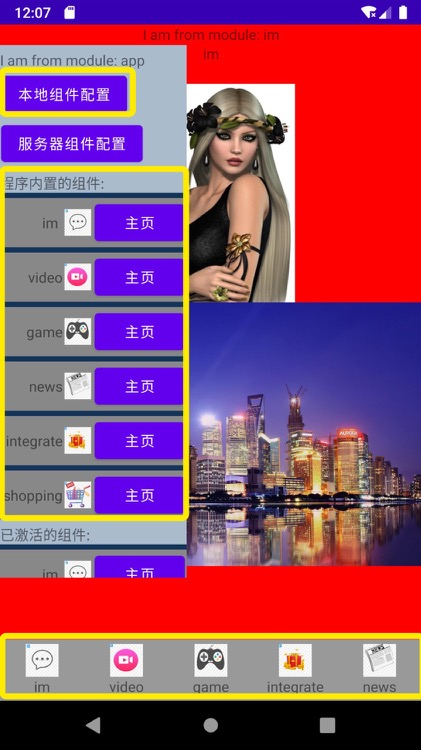 12:07
I am from module: im
im
I am from module: app
本地组件配置
服务器组件配置
程序内置的组件:
im 主页
video 主页
game 主页
NEWS
news 主页
integrate 主页
shopping 主页
已激活的组件:
im 主页
AURORA
NEWS
im video game integrate news